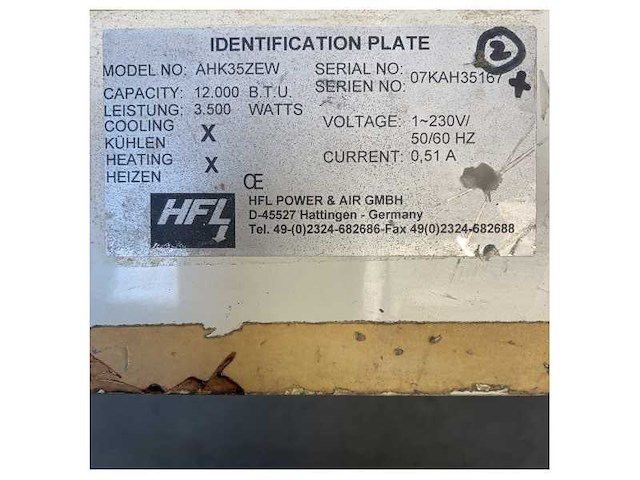 IDENTIFICATION PLATE
2
MODEL NO: AHK35ZEW
SERIAL NO:
SERIEN NO:
07KAH35167
+
CAPACITY: 12.000 B.T.U.
LEISTUNG: 3.500 WATTS
COOLING
KÜHLEN
X
HEATING
HEIZEN
X
VOLTAGE: 1~230V/
50/60 HZ
CURRENT: 0,51 A
CE
HFL
HFL POWER & AIR GMBH
D-45527 Hattingen - Germany
Tel. 49-(0)2324-682686-Fax 49(0)2324-682688